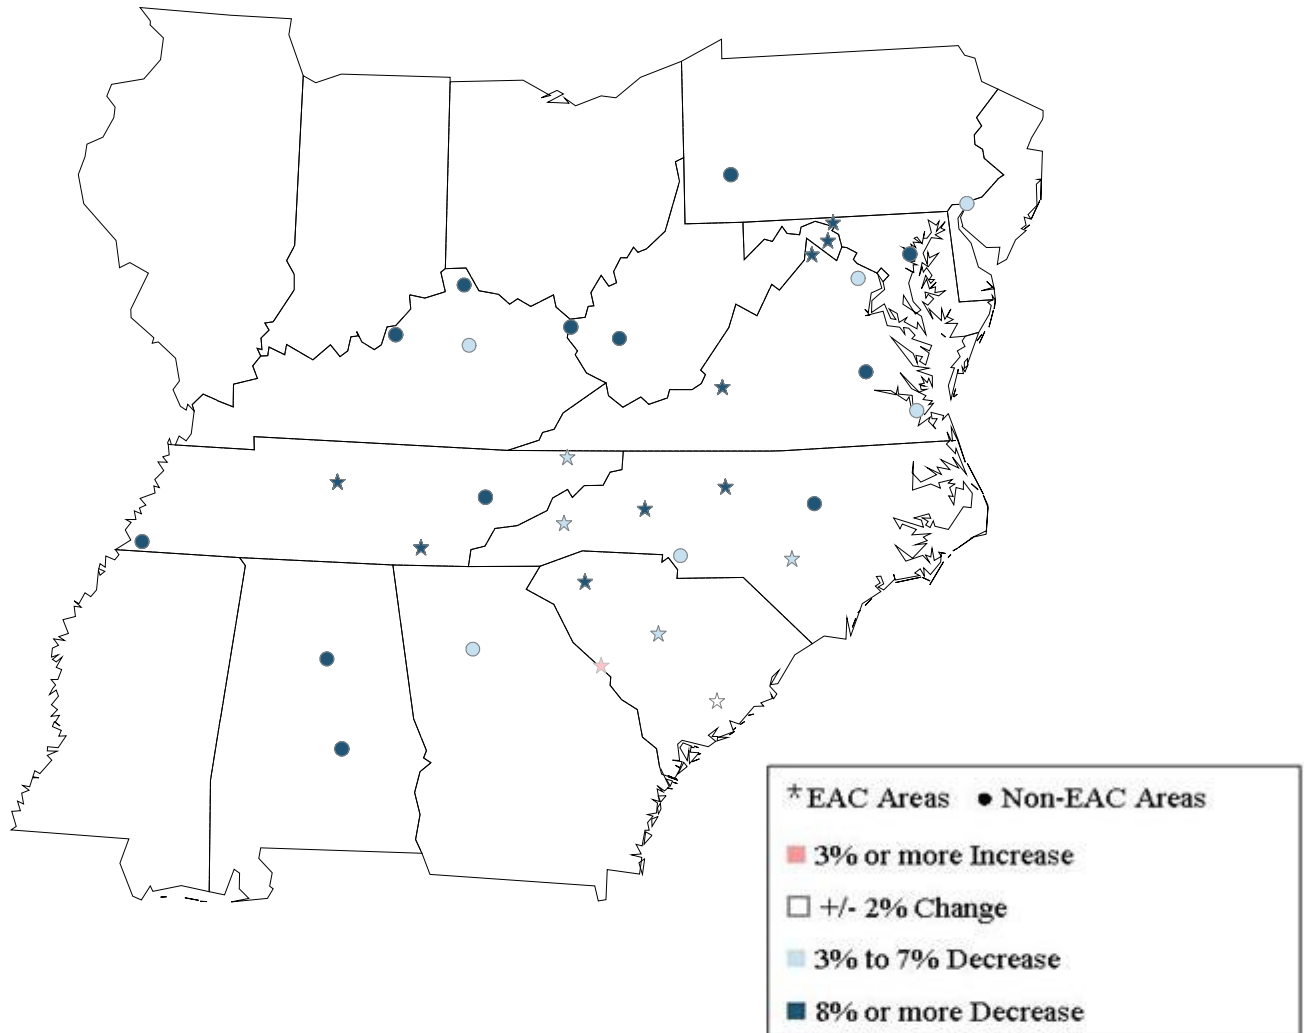 * EAC Areas ● Non-EAC Areas
3% or more Increase
+/- 2% Change
3% to 7% Decrease
8% or more Decrease